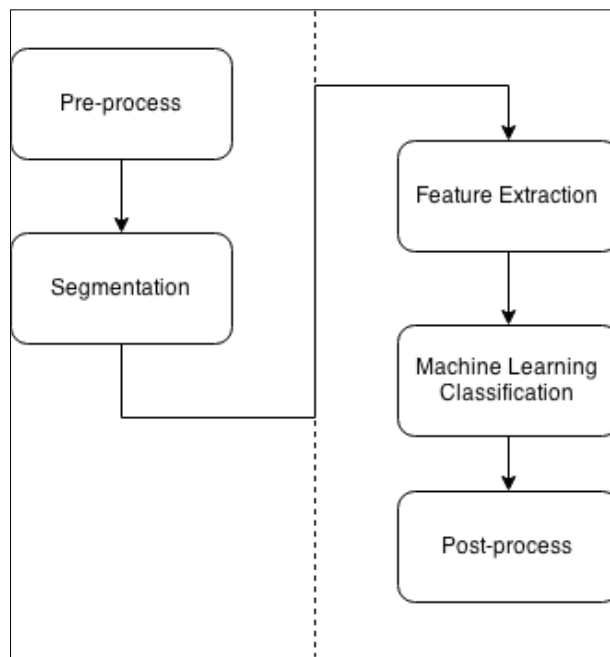 Pre-process
Segmentation
Feature Extraction
Machine Learning
Classification
Post-process